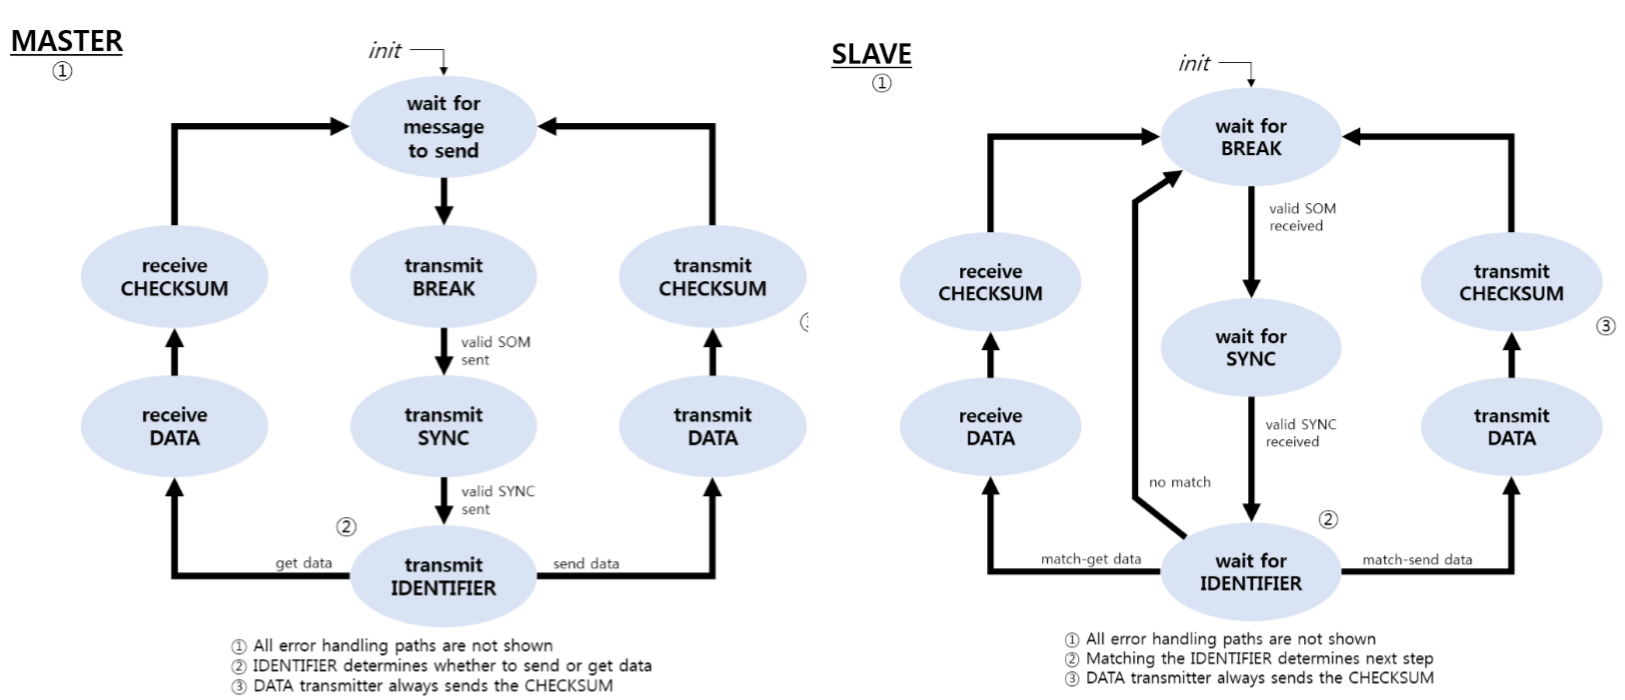 MASTER
①
init
wait for
message
to send
receive
CHECKSUM
transmit
BREAK
transmit
CHECKSUM
③
valid SOM
sent
receive
DATA
transmit
SYNC
transmit
DATA
valid SYNC
sent
②
get data
transmit
IDENTIFIER
send data
① All error handling paths are not shown
② IDENTIFIER determines whether to send or get data
③ DATA transmitter always sends the CHECKSUM
SLAVE
①
init
wait for
BREAK
valid SOM
received
receive
CHECKSUM
transmit
CHECKSUM
③
wait for
SYNC
receive
DATA
valid SYNC
received
transmit
DATA
no match
②
match-get data
wait for
IDENTIFIER
match-send data
① All error handling paths are not shown
② Matching the IDENTIFIER determines next step
③ DATA transmitter always sends the CHECKSUM